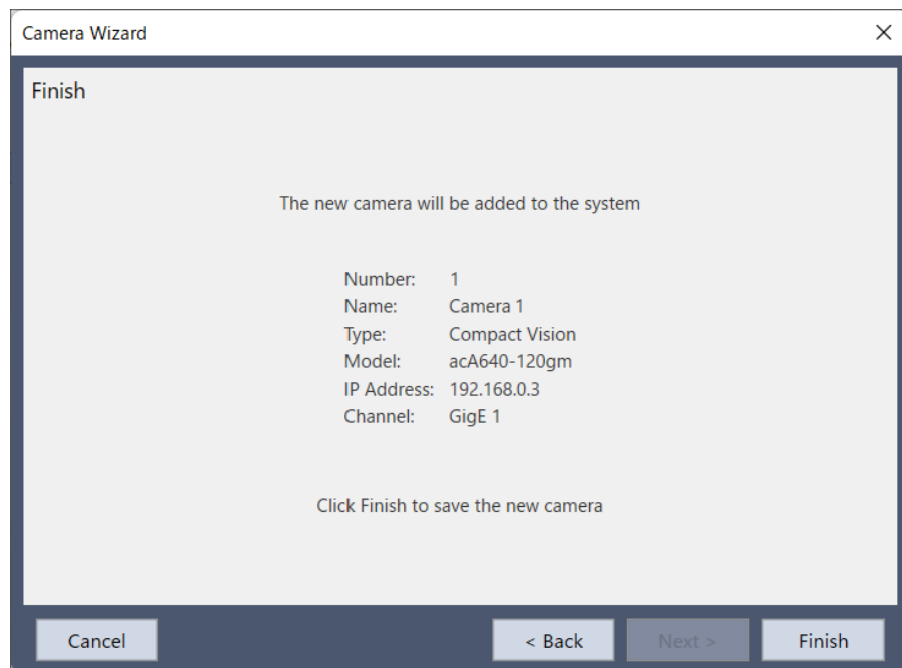 Camera Wizard
Finish
The new camera will be added to the system
Number: 1
Name: Camera 1
Type: Compact Vision
Model: acA640-120gm
IP Address: 192.168.0.3
Channel: GigE 1
Click Finish to save the new camera
Cancel < Back Next > Finish